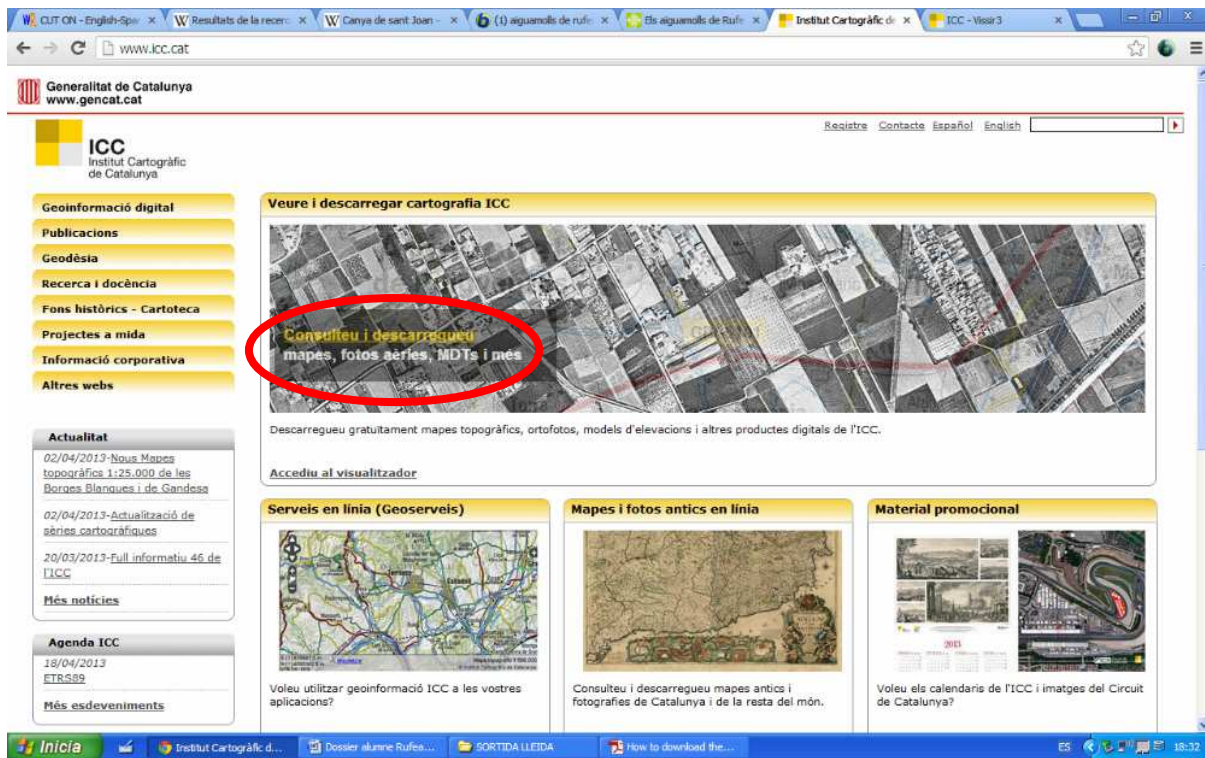 CUT ON - English-Spa
Resultats de la recerc
Canya de sant Joan -
(1) aiguamolls de rufe
Els aiguamolls de Rufe
Institut Cartogràfic de
ICC - Vissir3
www.icc.cat
Generalitat de Catalunya
www.gencat.cat
Registre Contacte Español English
ICC
Institut Cartogràfic
de Catalunya
Geoinformació digital
Publicacions
Geodèsia
Recerca i docència
Fons històrics - Cartoteca
Projectes a mida
Informació corporativa
Altres webs
Veure i descarregar cartografia ICC
Consulteu i descarregueu
mapes, fotos aèries, MDTs i més
Descarregueu gratuïtament mapes topogràfics, ortofotos, models d'elevacions i altres productes digitals de l'ICC.
Accediu al visualitzador
Actualitat
02/04/2013-Nous Mapes
topogràfics 1:25.000 de les
Borges Blanques i de Gandesa
02/04/2013-Actualització de
sèries cartogràfiques
20/03/2013-Full informatiu 46 de
l'ICC
Més notícies
Agenda ICC
18/04/2013
ETRS89
Més esdeveniments
Serveis en línia (Geoserveis)
Voleu utilitzar geoinformació ICC a les vostres
aplicacions?
Mapes i fotos antics en línia
Consulteu i descarregueu mapes antics i
fotografies de Catalunya i de la resta del món.
Material promocional
2013
Voleu els calendaris de l'ICC i imatges del Circuit
de Catalunya?
Inicia
Institut Cartogràfic d...
Dossier alumne Rufea...
SORTIDA LLEIDA
How to download the...
ES
18:32